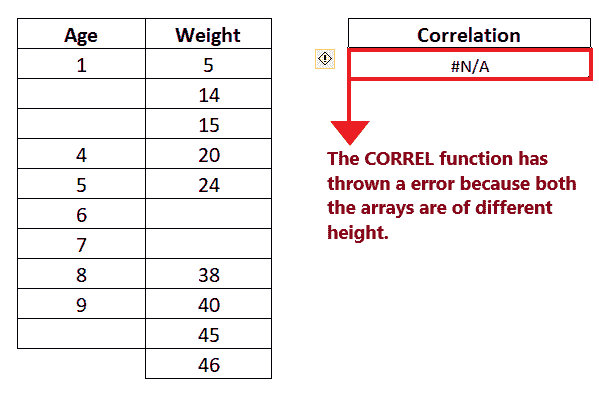 Age Weight
1 5
14
15
4 20
5 24
6
7
8 38
9 40
45
46
Correlation
#N/A
The CORREL function has
thrown a error because both
the arrays are of different
height.